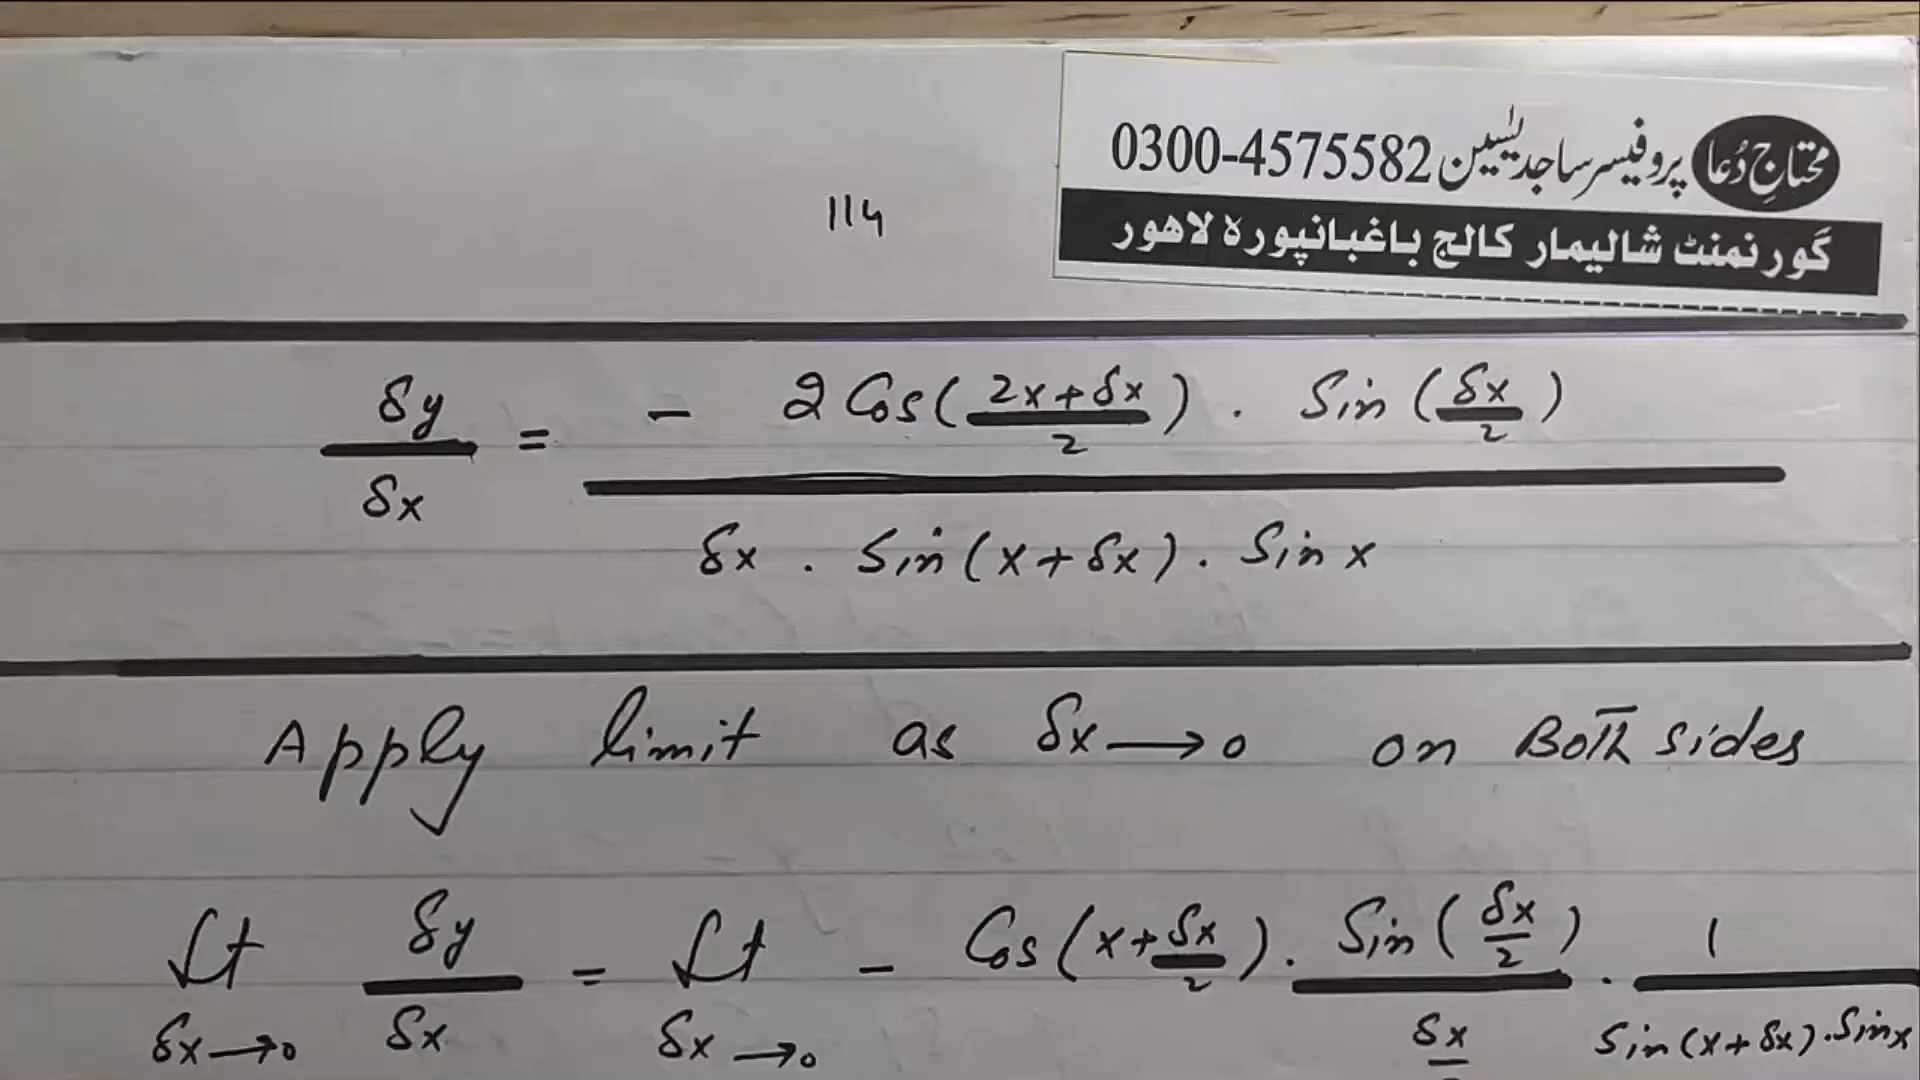 محتاجِ دُعا پروفیسر ساجد یٰسین 0300-4575582
گورنمنٹ شالیمار کالج باغبانپورہ لاہور
114
δy/δx = - 2 Cos((2x+δx)/2) . Sin(δx/2) / δx . Sin(x+δx) . Sin x
Apply limit as δx→0 on Both sides
Lt δx→0 δy/δx = Lt δx→0 - Cos(x+δx/2) . Sin(δx/2) / δx . 1 / Sin(x+δx).Sinx